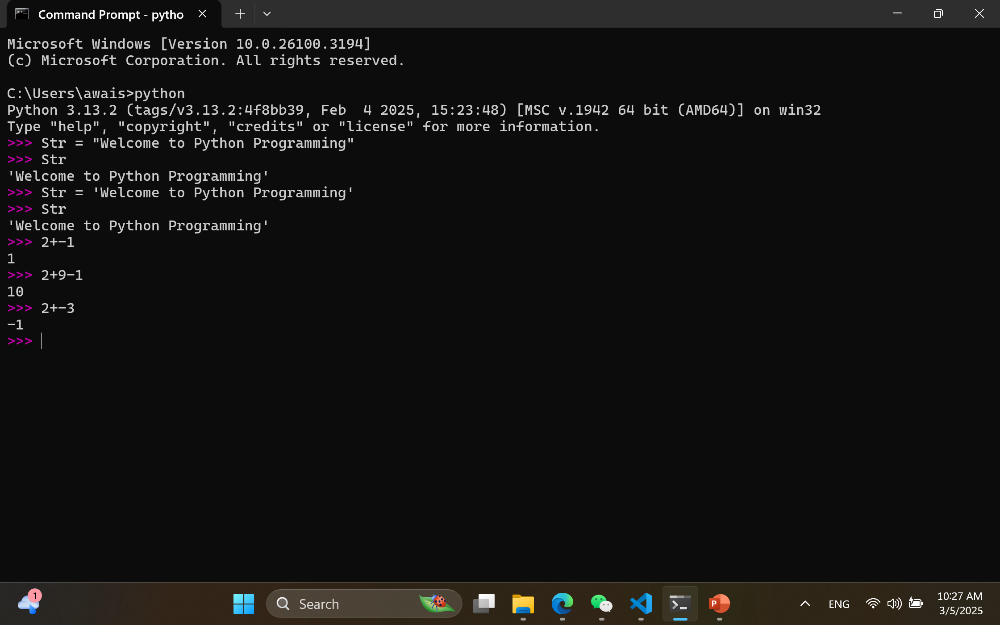 Command Prompt - pytho
Microsoft Windows [Version 10.0.26100.3194]
(c) Microsoft Corporation. All rights reserved.
C:\Users\awais>python
Python 3.13.2 (tags/v3.13.2:4f8bb39, Feb  4 2025, 15:23:48) [MSC v.1942 64 bit (AMD64)] on win32
Type "help", "copyright", "credits" or "license" for more information.
>>> Str = "Welcome to Python Programming"
>>> Str
'Welcome to Python Programming'
>>> Str = 'Welcome to Python Programming'
>>> Str
'Welcome to Python Programming'
>>> 2+-1
1
>>> 2+9-1
10
>>> 2+-3
-1
>>>
1
Search
P
ENG
10:27 AM
3/5/2025